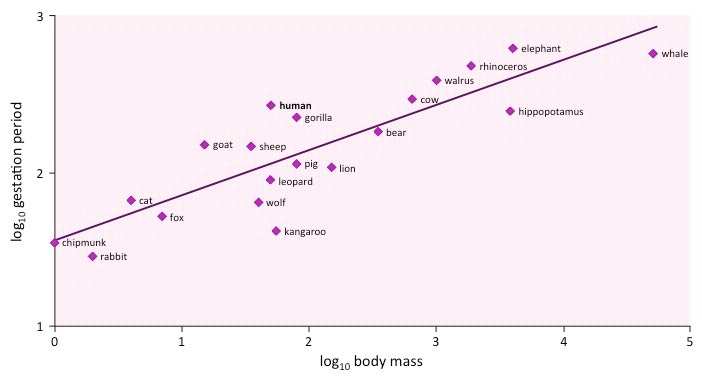 3
elephant
whale
rhinoceros
walrus
human
cow
gorilla
hippopotamus
bear
goat
sheep
2
pig
lion
leopard
cat
wolf
fox
kangaroo
chipmunk
rabbit
1
0 1 2 3 4 5
log10 body mass
log10 gestation period